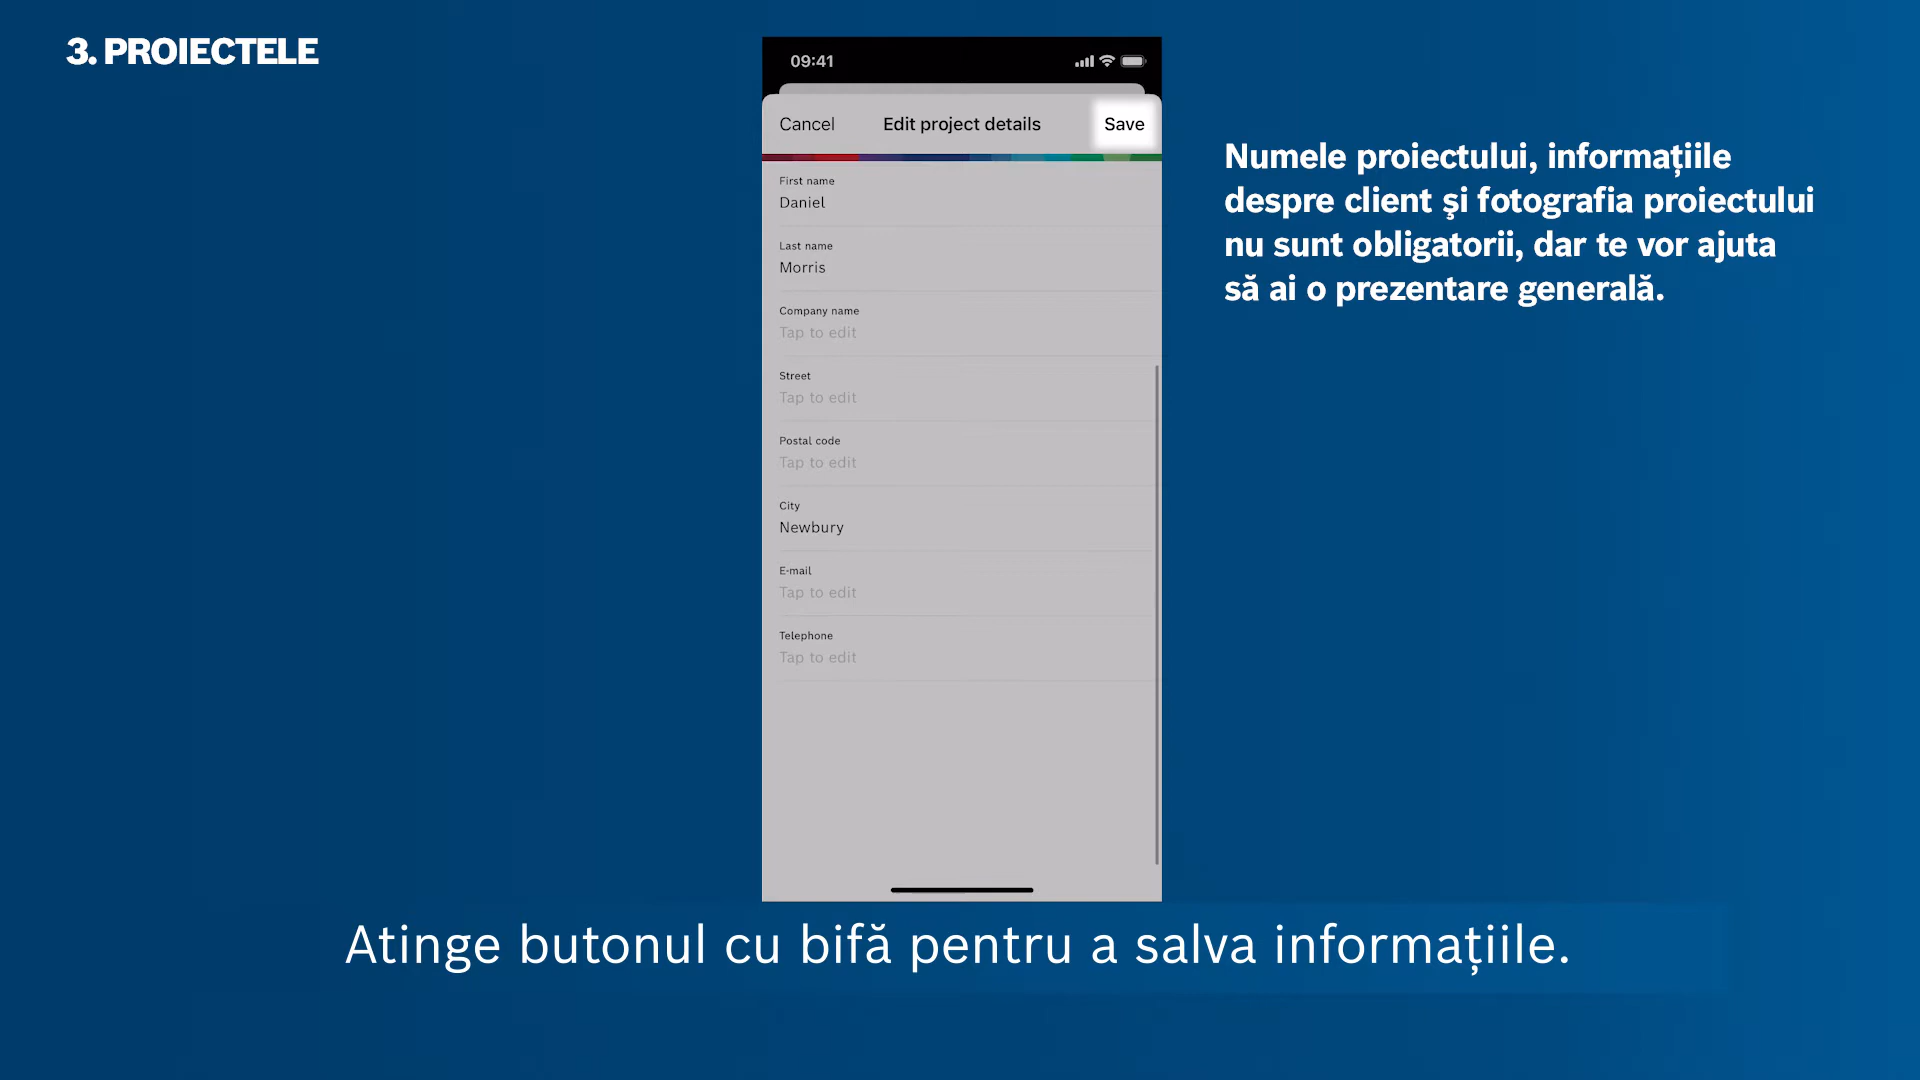 3. PROIECTELE
09:41
Cancel
Edit project details
Save
First name
Daniel
Last name
Morris
Company name
Tap to edit
Street
Tap to edit
Postal code
Tap to edit
City
Newbury
E-mail
Tap to edit
Telephone
Tap to edit
Numele proiectului, informațiile
despre client şi fotografia proiectului
nu sunt obligatorii, dar te vor ajuta
să ai o prezentare generală.
Atinge butonul cu bifă pentru a salva informațiile.